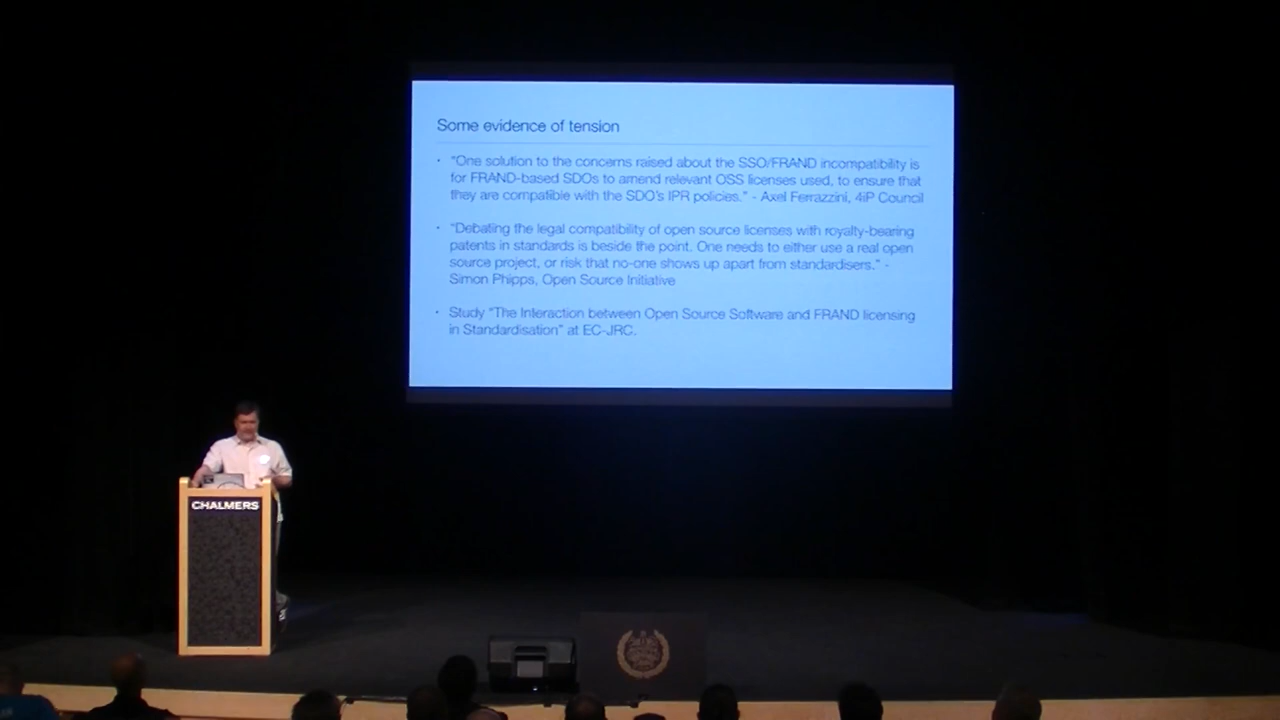 Some evidence of tension
· “One solution to the concerns raised about the SSO/FRAND incompatibility is
for FRAND-based SDOs to amend relevant OSS licenses used, to ensure that
they are compatible with the SDO's IPR policies.” - Axel Ferrazzini, 4iP Council
· “Debating the legal compatibility of open source licenses with royalty-bearing
patents in standards is beside the point. One needs to either use a real open
source project, or risk that no-one shows up apart from standardisers.” -
Simon Phipps, Open Source Initiative
· Study “The Interaction between Open Source Software and FRAND licensing
in Standardisation” at EC-JRC.
CHALMERS